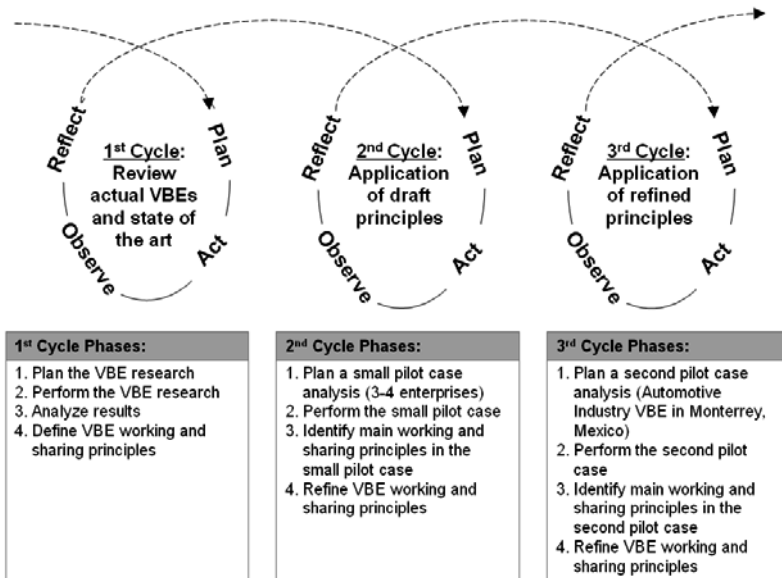 Reflect
Plan
1st Cycle:
Review
actual VBEs
and state of
the art
Observe
Act
Reflect
Plan
2nd Cycle:
Application
of draft
principles
Observe
Act
Reflect
Plan
3rd Cycle:
Application
of refined
principles
Observe
Act
1st Cycle Phases:
1. Plan the VBE research
2. Perform the VBE research
3. Analyze results
4. Define VBE working and
sharing principles
2nd Cycle Phases:
1. Plan a small pilot case
analysis (3-4 enterprises)
2. Perform the small pilot case
3. Identify main working and
sharing principles in the
small pilot case
4. Refine VBE working and
sharing principles
3rd Cycle Phases:
1. Plan a second pilot case
analysis (Automotive
Industry VBE in Monterrey,
Mexico)
2. Perform the second pilot
case
3. Identify main working and
sharing principles in the
second pilot case
4. Refine VBE working and
sharing principles